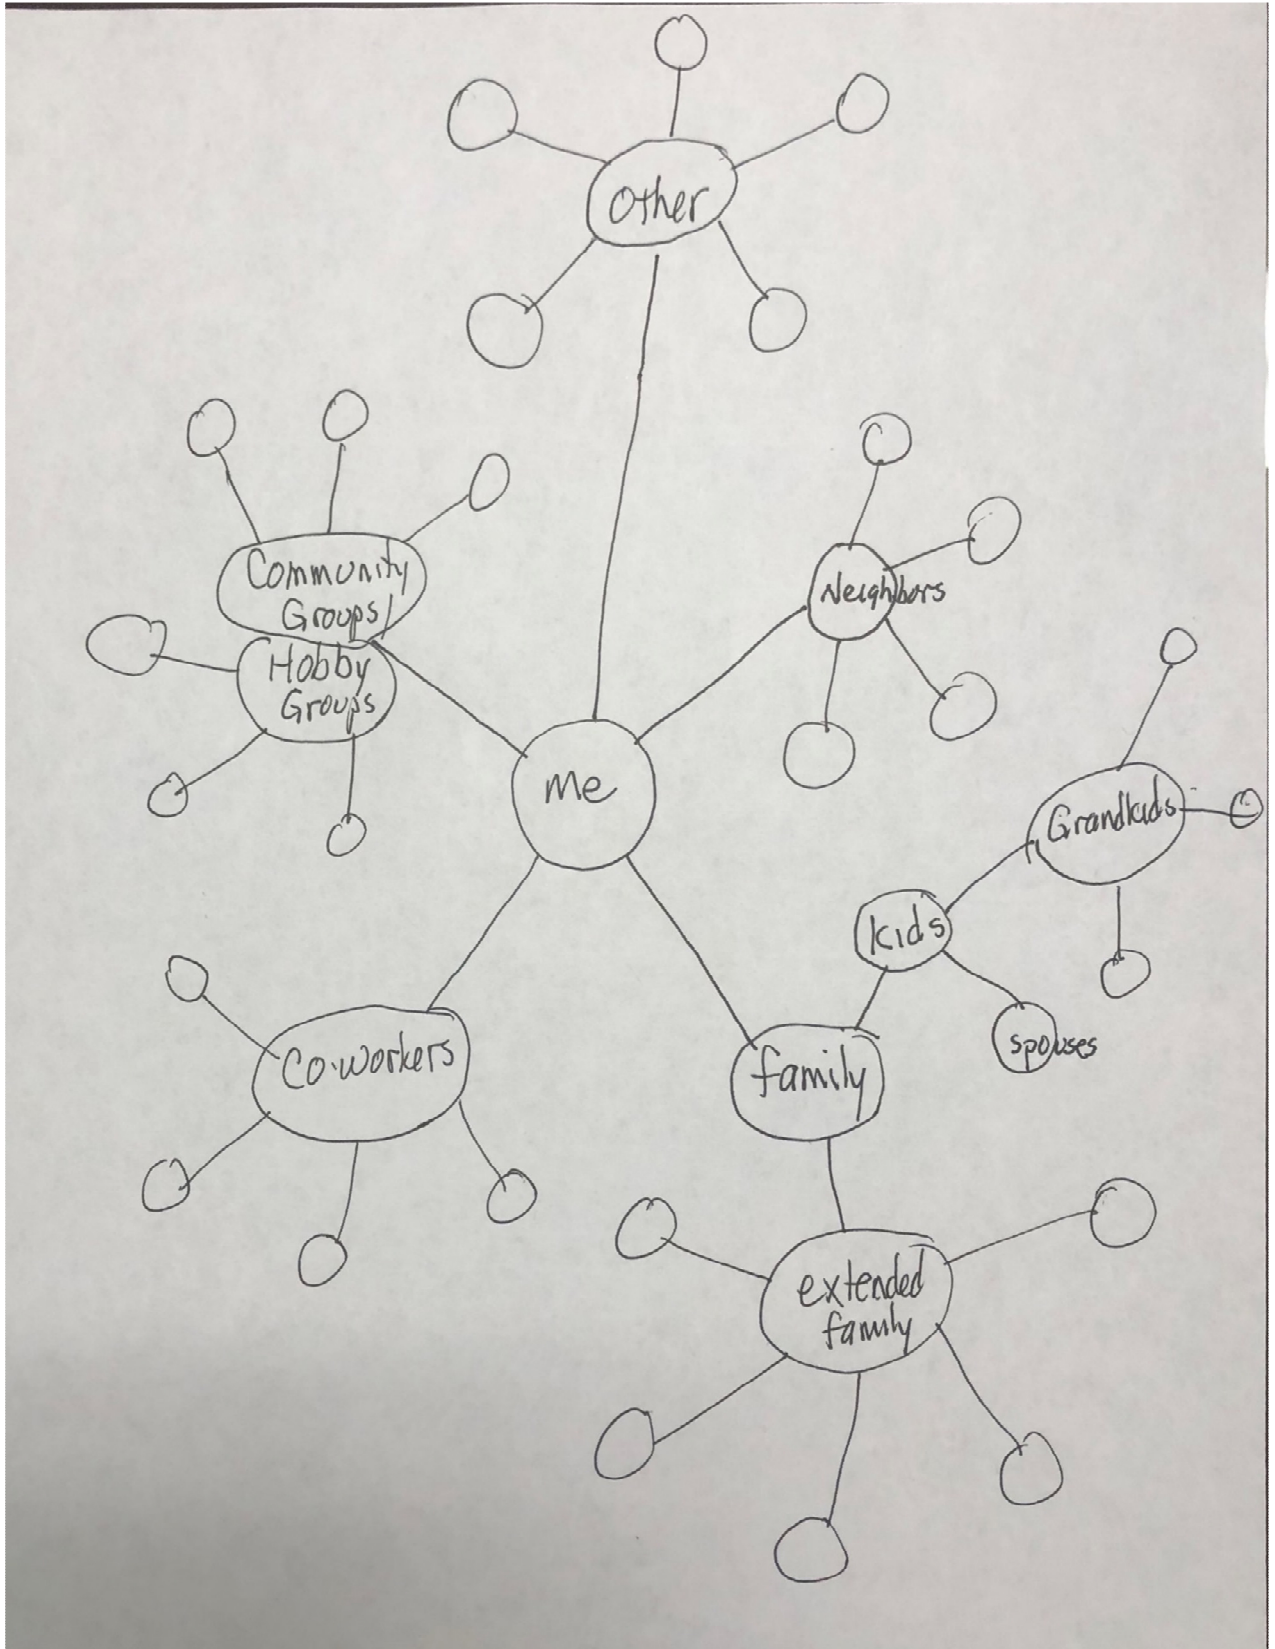 other
Community
Groups/
Hobby
Groups
Neighbors
me
Grandkids
kids
spouses
Co-workers
family
extended
family